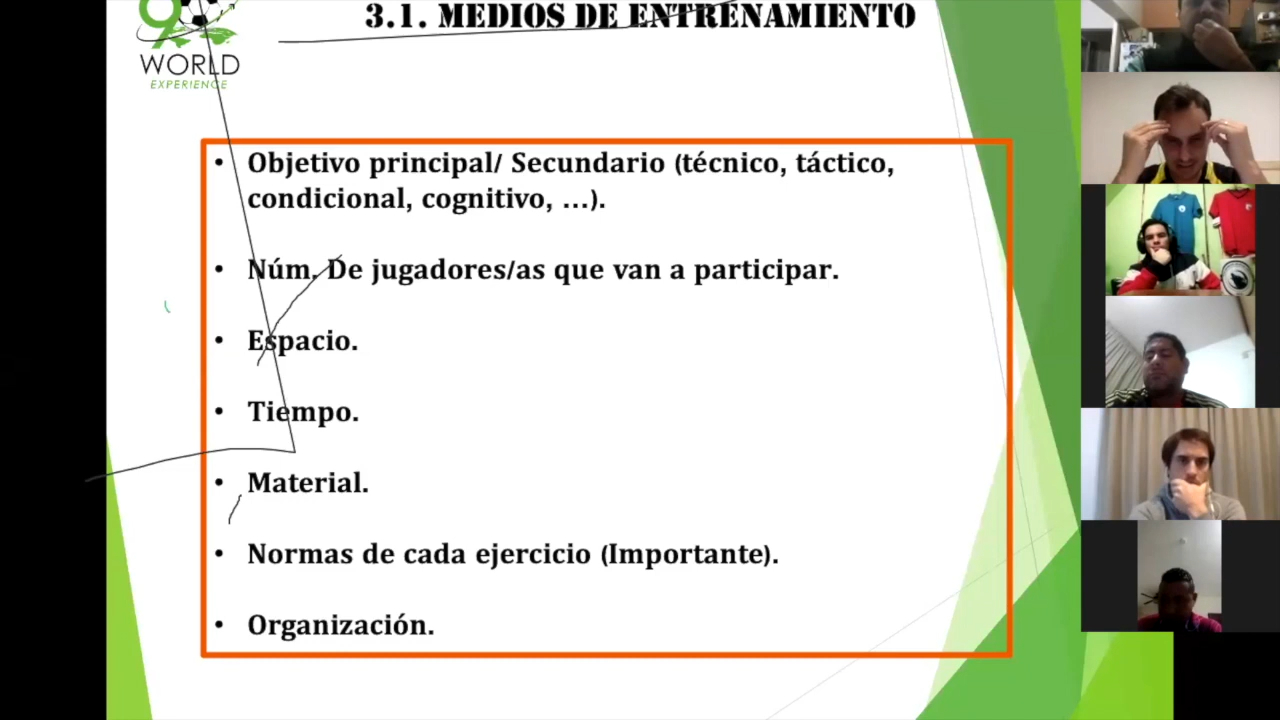 3.1. MEDIOS DE ENTRENAMIENTO
WORLD
EXPERIENCE
• Objetivo principal/ Secundario (técnico, táctico,
condicional, cognitivo, …).
• Núm. De jugadores/as que van a participar.
• Espacio.
• Tiempo.
• Material.
• Normas de cada ejercicio (Importante).
• Organización.